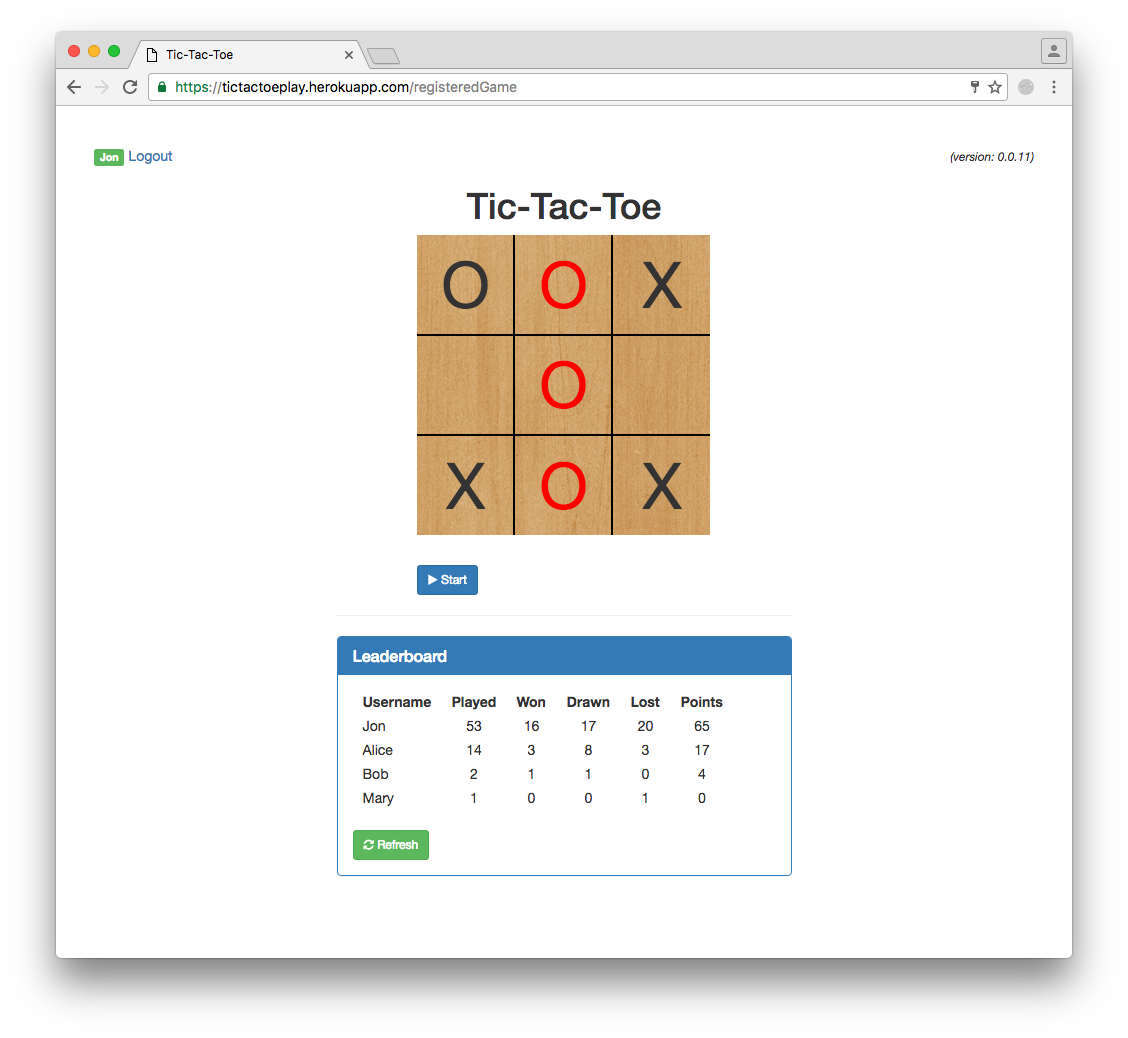 Tic-Tac-Toe
https://tictactoeplay.herokuapp.com/registeredGame
Jon Logout (version: 0.0.11)
Tic-Tac-Toe
O O X
O
X O X
Start
Leaderboard
Username Played Won Drawn Lost Points
Jon 53 16 17 20 65
Alice 14 3 8 3 17
Bob 2 1 1 0 4
Mary 1 0 0 1 0
Refresh